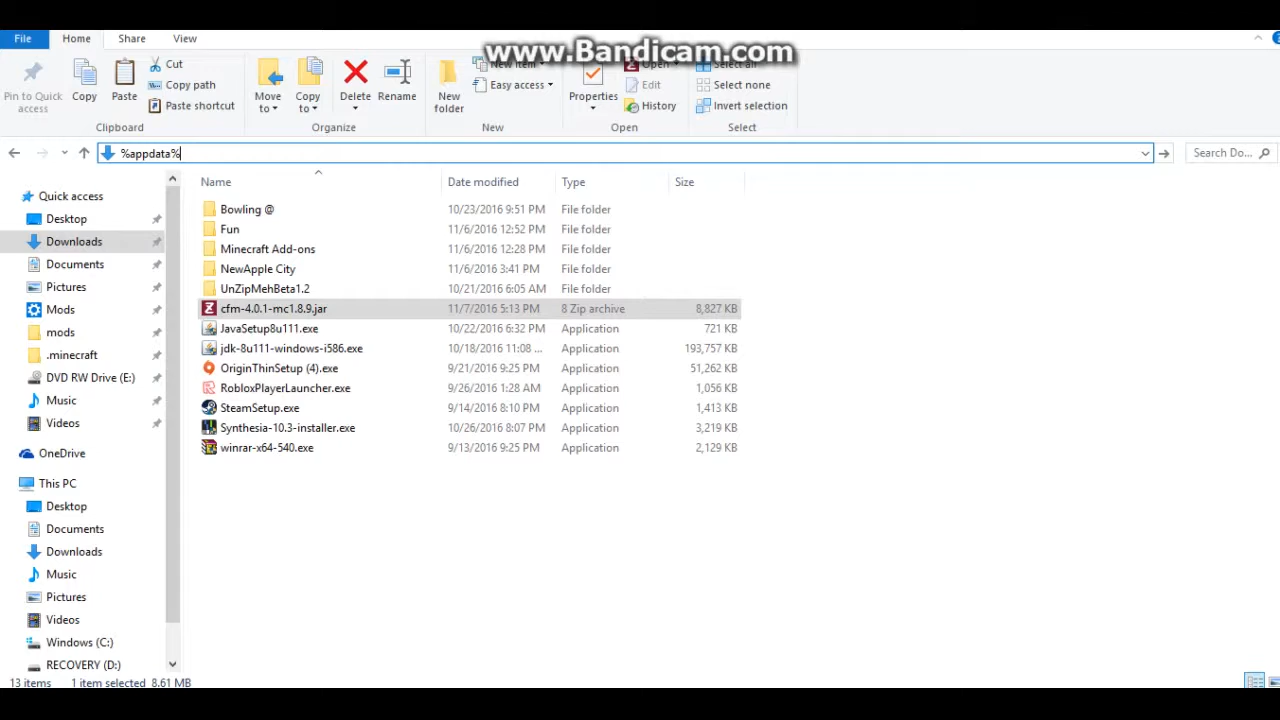 www.Bandicam.com
File Home Share View
Pin to Quick access
Copy
Paste
Cut
Copy path
Paste shortcut
Move to
Copy to
Delete
Rename
New folder
New item
Easy access
Properties
Open
Edit
History
Select all
Select none
Invert selection
Clipboard Organize New Open Select
%appdata%
Search Do...
Name Date modified Type Size
Bowling @ 10/23/2016 9:51 PM File folder
Fun 11/6/2016 12:52 PM File folder
Minecraft Add-ons 11/6/2016 12:28 PM File folder
NewApple City 11/6/2016 3:41 PM File folder
UnZipMehBeta1.2 10/21/2016 6:05 AM File folder
cfm-4.0.1-mc1.8.9.jar 11/7/2016 5:13 PM 8 Zip archive 8,827 KB
JavaSetup8u111.exe 10/22/2016 6:32 PM Application 721 KB
jdk-8u111-windows-i586.exe 10/18/2016 11:08 ... Application 193,757 KB
OriginThinSetup (4).exe 9/21/2016 9:25 PM Application 51,262 KB
RobloxPlayerLauncher.exe 9/26/2016 1:28 AM Application 1,056 KB
SteamSetup.exe 9/14/2016 8:10 PM Application 1,413 KB
Synthesia-10.3-installer.exe 10/26/2016 8:07 PM Application 3,219 KB
winrar-x64-540.exe 9/13/2016 9:25 PM Application 2,129 KB
Quick access
Desktop
Downloads
Documents
Pictures
Mods
mods
.minecraft
DVD RW Drive (E:)
Music
Videos
OneDrive
This PC
Desktop
Documents
Downloads
Music
Pictures
Videos
Windows (C:)
RECOVERY (D:)
13 items 1 item selected 8.61 MB